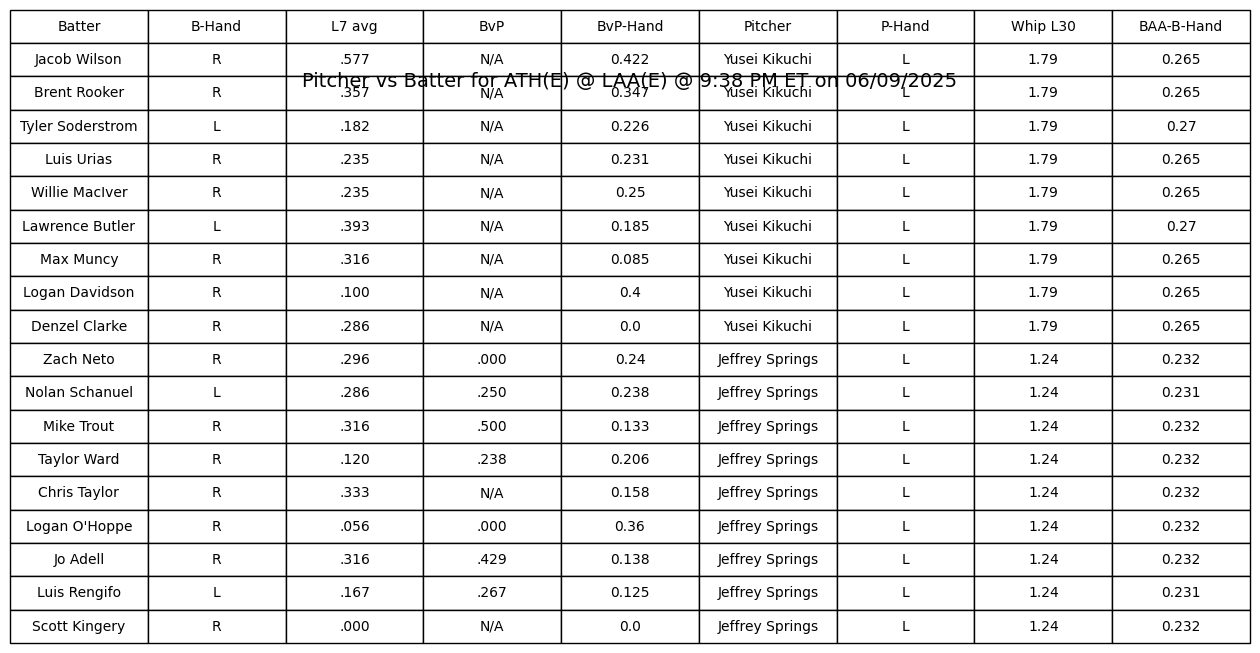 Batter B-Hand L7 avg BvP BvP-Hand Pitcher P-Hand Whip L30 BAA-B-Hand
Jacob Wilson R .577 N/A 0.422 Yusei Kikuchi L 1.79 0.265
Pitcher vs Batter for ATH(E) @ LAA(E) @ 9:38 PM ET on 06/09/2025
Brent Rooker R .357 N/A 0.347 Yusei Kikuchi L 1.79 0.265
Tyler Soderstrom L .182 N/A 0.226 Yusei Kikuchi L 1.79 0.27
Luis Urias R .235 N/A 0.231 Yusei Kikuchi L 1.79 0.265
Willie MacIver R .235 N/A 0.25 Yusei Kikuchi L 1.79 0.265
Lawrence Butler L .393 N/A 0.185 Yusei Kikuchi L 1.79 0.27
Max Muncy R .316 N/A 0.085 Yusei Kikuchi L 1.79 0.265
Logan Davidson R .100 N/A 0.4 Yusei Kikuchi L 1.79 0.265
Denzel Clarke R .286 N/A 0.0 Yusei Kikuchi L 1.79 0.265
Zach Neto R .296 .000 0.24 Jeffrey Springs L 1.24 0.232
Nolan Schanuel L .286 .250 0.238 Jeffrey Springs L 1.24 0.231
Mike Trout R .316 .500 0.133 Jeffrey Springs L 1.24 0.232
Taylor Ward R .120 .238 0.206 Jeffrey Springs L 1.24 0.232
Chris Taylor R .333 N/A 0.158 Jeffrey Springs L 1.24 0.232
Logan O'Hoppe R .056 .000 0.36 Jeffrey Springs L 1.24 0.232
Jo Adell R .316 .429 0.138 Jeffrey Springs L 1.24 0.232
Luis Rengifo L .167 .267 0.125 Jeffrey Springs L 1.24 0.231
Scott Kingery R .000 N/A 0.0 Jeffrey Springs L 1.24 0.232